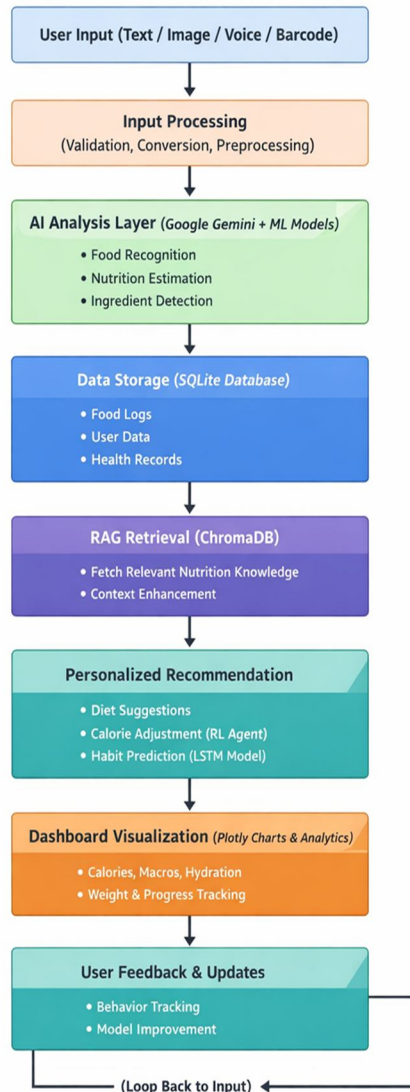 User Input (Text / Image / Voice / Barcode)
Input Processing
(Validation, Conversion, Preprocessing)
AI Analysis Layer (Google Gemini + ML Models)
• Food Recognition
• Nutrition Estimation
• Ingredient Detection
Data Storage (SQLite Database)
• Food Logs
• User Data
• Health Records
RAG Retrieval (ChromaDB)
• Fetch Relevant Nutrition Knowledge
• Context Enhancement
Personalized Recommendation
• Diet Suggestions
• Calorie Adjustment (RL Agent)
• Habit Prediction (LSTM Model)
Dashboard Visualization (Plotly Charts & Analytics)
• Calories, Macros, Hydration
• Weight & Progress Tracking
User Feedback & Updates
• Behavior Tracking
• Model Improvement
(Loop Back to Input)